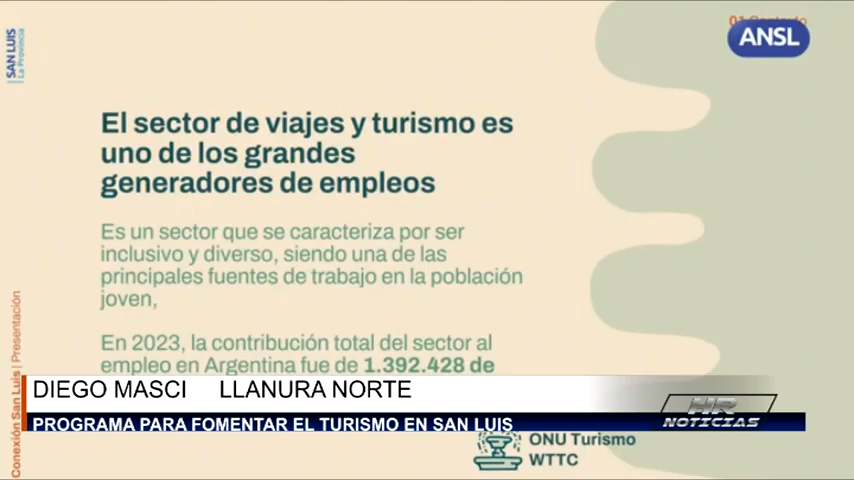 SAN LUIS
La Provincia
ANSL
El sector de viajes y turismo es
uno de los grandes
generadores de empleos
Es un sector que se caracteriza por ser
inclusivo y diverso, siendo una de las
principales fuentes de trabajo en la población
joven,
En 2023, la contribución total del sector al
empleo en Argentina fue de 1.392.428 de
Conexión San Luis | Presentación
DIEGO MASCI LLANURA NORTE
HR
NOTICIAS
PROGRAMA PARA FOMENTAR EL TURISMO EN SAN LUIS
ONU Turismo
WTTC